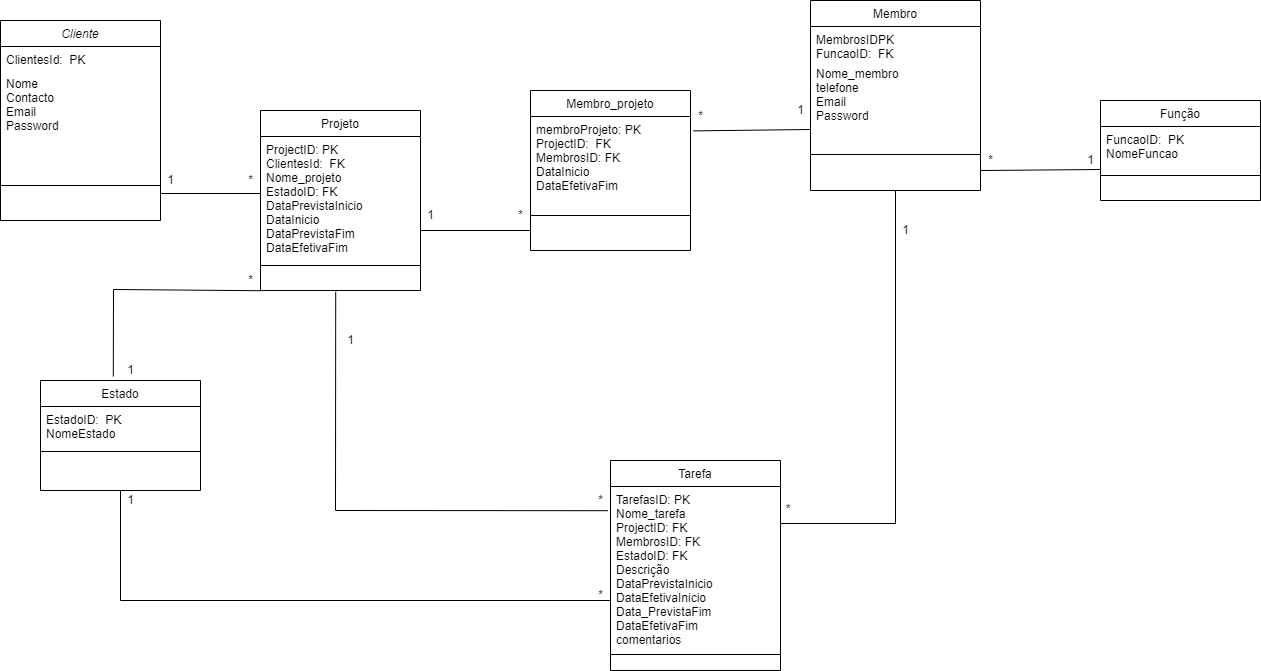 Cliente
ClientesId:  PK
Nome
Contacto
Email
Password
1
*
Projeto
ProjectID: PK
ClientesId:  FK
Nome_projeto
EstadoID: FK
DataPrevistaInicio
DataInicio
DataPrevistaFim
DataEfetivaFim
1
*
Membro_projeto
membroProjeto: PK
ProjectID:  FK
MembrosID: FK
DataInicio
DataEfetivaFim
*
1
Membro
MembrosIDPK
FuncaoID:  FK
Nome_membro
telefone
Email
Password
*
1
Função
FuncaoID:  PK
NomeFuncao
1
*
1
1
Estado
EstadoID:  PK
NomeEstado
1
*
*
*
Tarefa
TarefasID: PK
Nome_tarefa
ProjectID: FK
MembrosID: FK
EstadoID: FK
Descrição
DataPrevistaInicio
DataEfetivaInicio
Data_PrevistaFim
DataEfetivaFim
comentarios